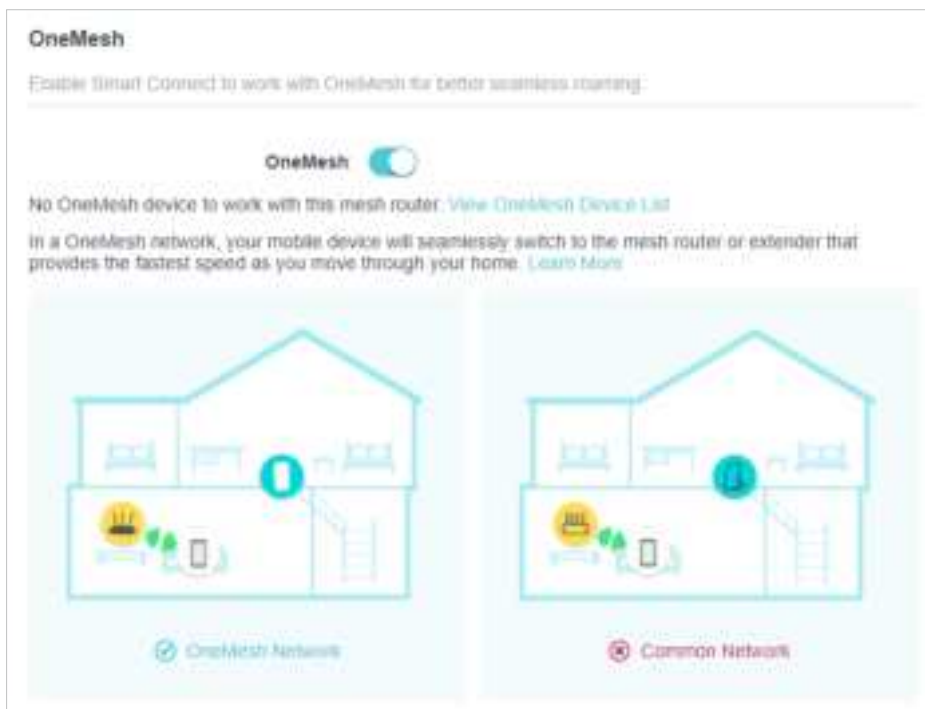 OneMesh
Enable Smart Connect to work with OneMesh for better seamless roaming.
OneMesh
No OneMesh device to work with this mesh router. View OneMesh Device List
In a OneMesh network, your mobile device will seamlessly switch to the mesh router or extender that
provides the fastest speed as you move through your home. Learn More
OneMesh Network
Common Network